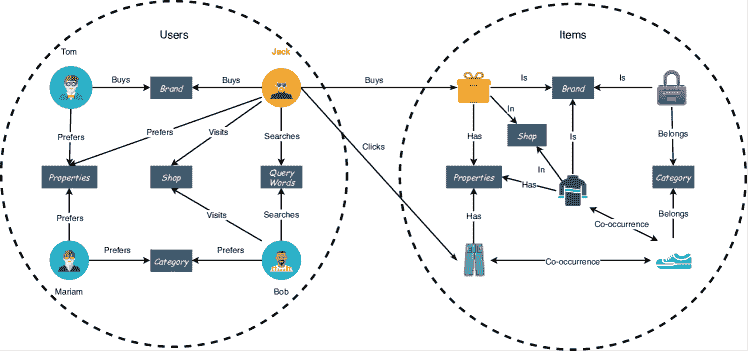 Users
Items
Tom
Jack
Buys
Brand
Buys
Buys
Is
Brand
Is
Prefers
Prefers
Visits
Searches
Clicks
Has
In
Shop
Is
Belongs
Properties
Shop
Query
Words
Properties
Has
In
Category
Prefers
Visits
Searches
Has
Co-occurrence
Belongs
Prefers
Category
Prefers
Co-occurrence
Mariam
Bob